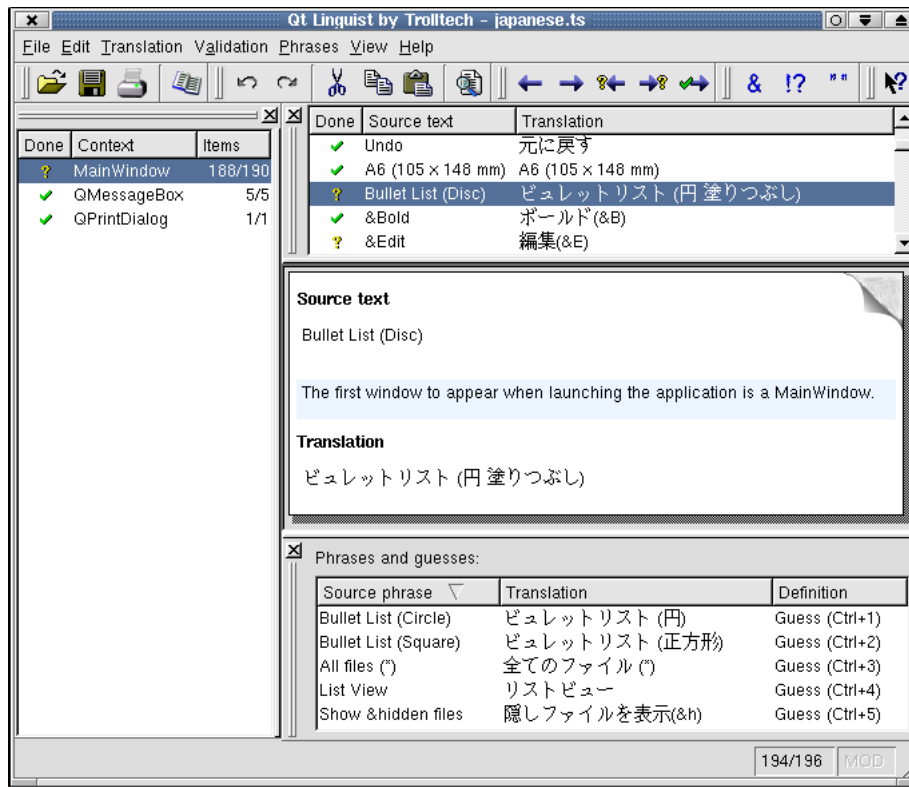 Qt Linguist by Trolltech - japanese.ts
File Edit Translation Validation Phrases View Help
& !? " " ?
Done Context Items
? MainWindow 188/190
QMessageBox 5/5
QPrintDialog 1/1
Done Source text Translation
Undo 元に戻す
A6 (105 x 148 mm) A6 (105 x 148 mm)
? Bullet List (Disc) ビュレットリスト (円 塗りつぶし)
&Bold ボールド(&B)
? &Edit 編集(&E)
Source text
Bullet List (Disc)
The first window to appear when launching the application is a MainWindow.
Translation
ビュレットリスト (円 塗りつぶし)
Phrases and guesses:
Source phrase Translation Definition
Bullet List (Circle) ビュレットリスト (円) Guess (Ctrl+1)
Bullet List (Square) ビュレットリスト (正方形) Guess (Ctrl+2)
All files (*) 全てのファイル (*) Guess (Ctrl+3)
List View リストビュー Guess (Ctrl+4)
Show &hidden files 隠しファイルを表示(&h) Guess (Ctrl+5)
194/196 MOD